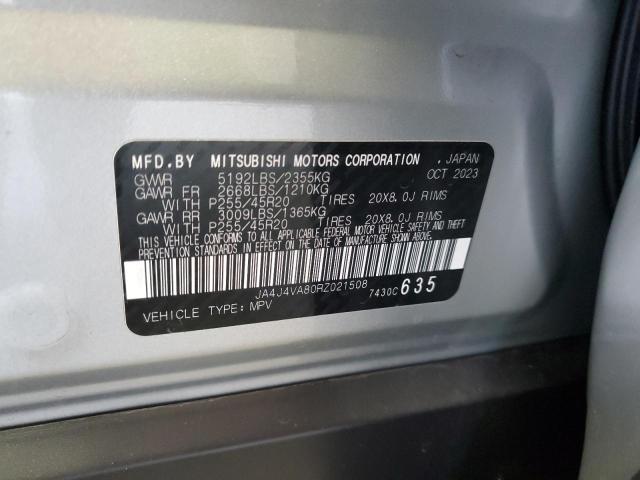 MFD.BY MITSUBISHI MOTORS CORPORATION . JAPAN
GVWR 5192LBS/2355KG OCT 2023
GAWR FR 2668LBS/1210KG
WITH P255/45R20 TIRES 20X8.0J RIMS
GAWR RR 3009LBS/1365KG
WITH P255/45R20 TIRES 20X8.0J RIMS
THIS VEHICLE CONFORMS TO ALL APPLICABLE FEDERAL MOTOR VEHICLE SAFETY AND THEFT
PREVENTION STANDARDS IN EFFECT ON THE DATE OF MANUFACTURE SHOWN ABOVE.
JA4J4VA80RZ021508 7430C635
VEHICLE TYPE: MPV